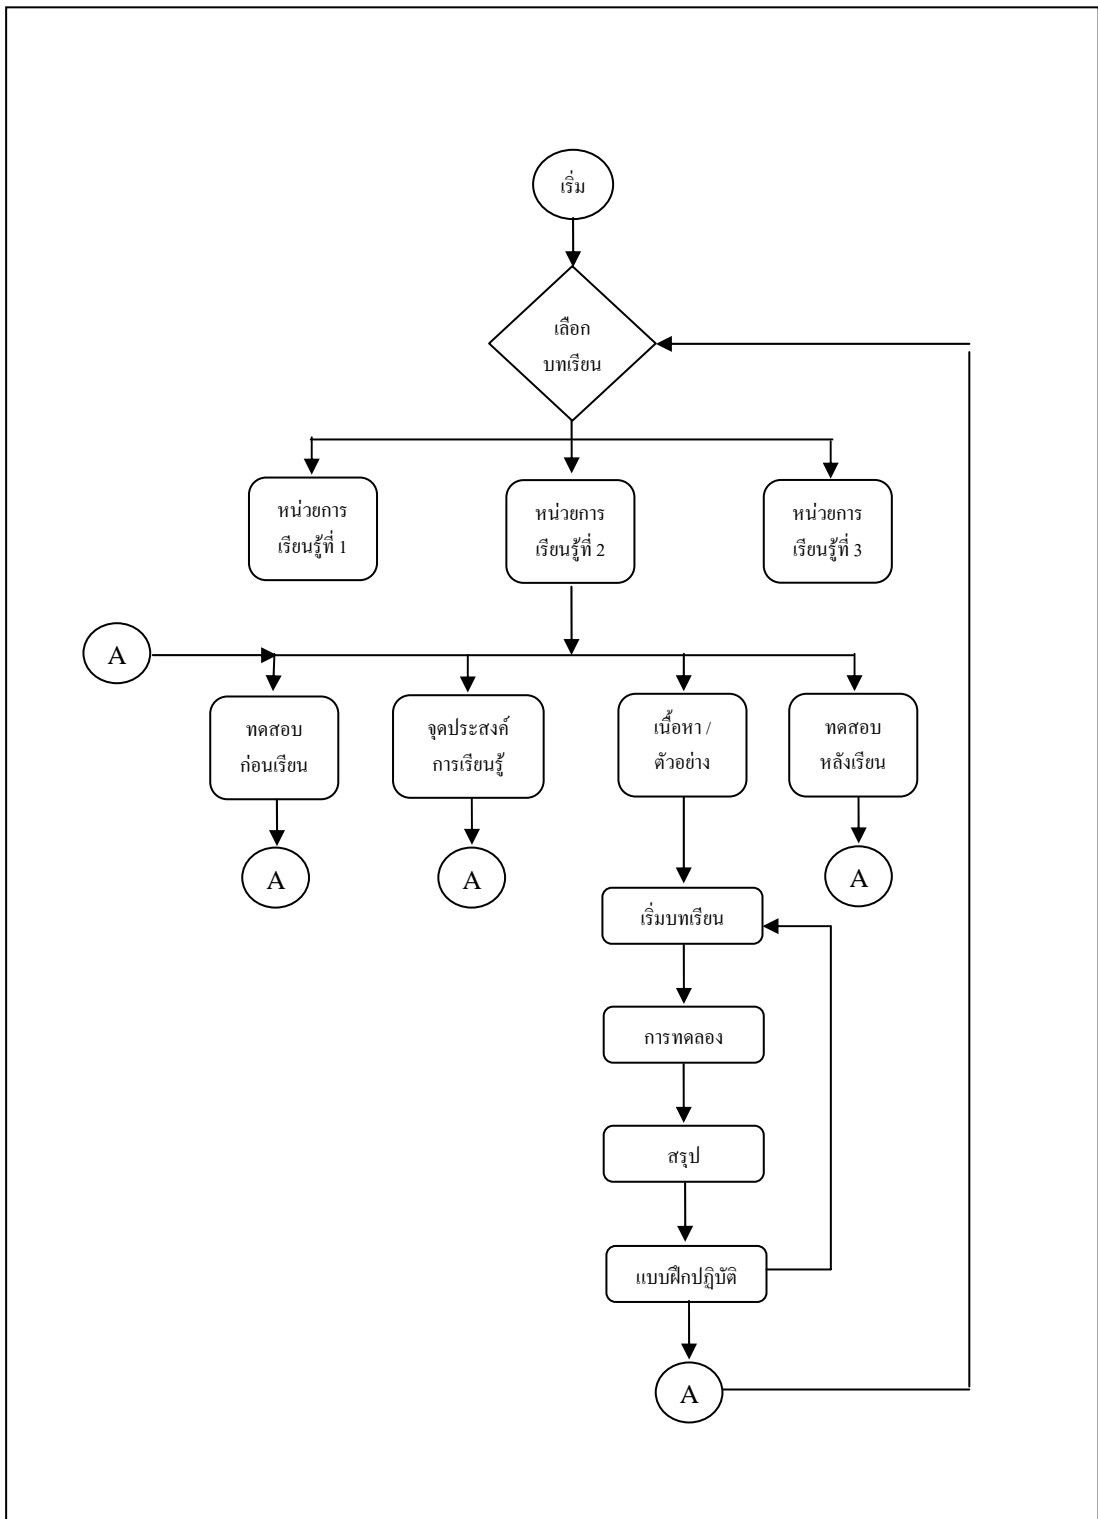 เริ่ม
เลือก
บทเรียน
หน่วยการ
เรียนรู้ที่ 1
หน่วยการ
เรียนรู้ที่ 2
หน่วยการ
เรียนรู้ที่ 3
A
ทดสอบ
ก่อนเรียน
จุดประสงค์
การเรียนรู้
เนื้อหา /
ตัวอย่าง
ทดสอบ
หลังเรียน
A
A
A
เริ่มบทเรียน
การทดลอง
สรุป
แบบฝึกปฏิบัติ
A